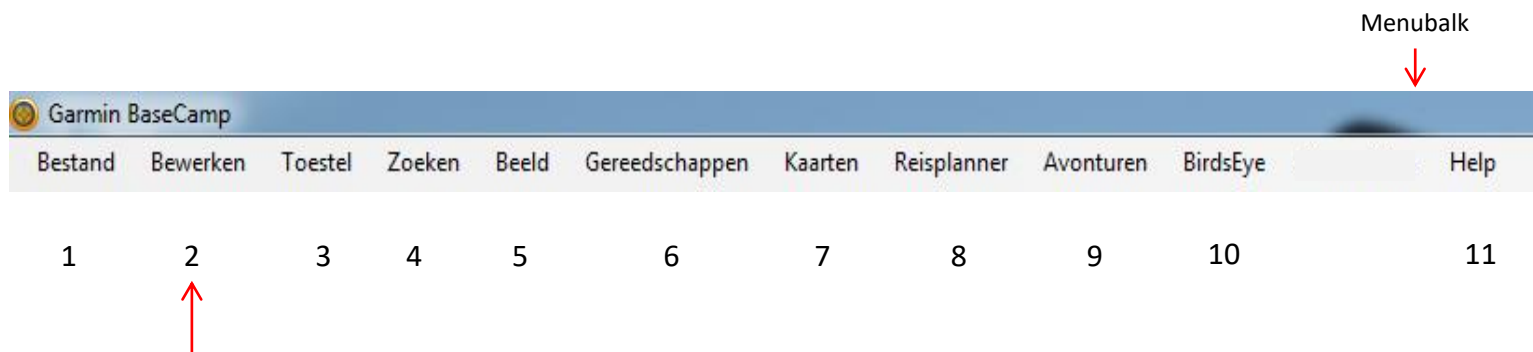 Menubalk
Garmin BaseCamp
Bestand Bewerken Toestel Zoeken Beeld Gereedschappen Kaarten Reisplanner Avonturen BirdsEye Help
1 2 3 4 5 6 7 8 9 10 11